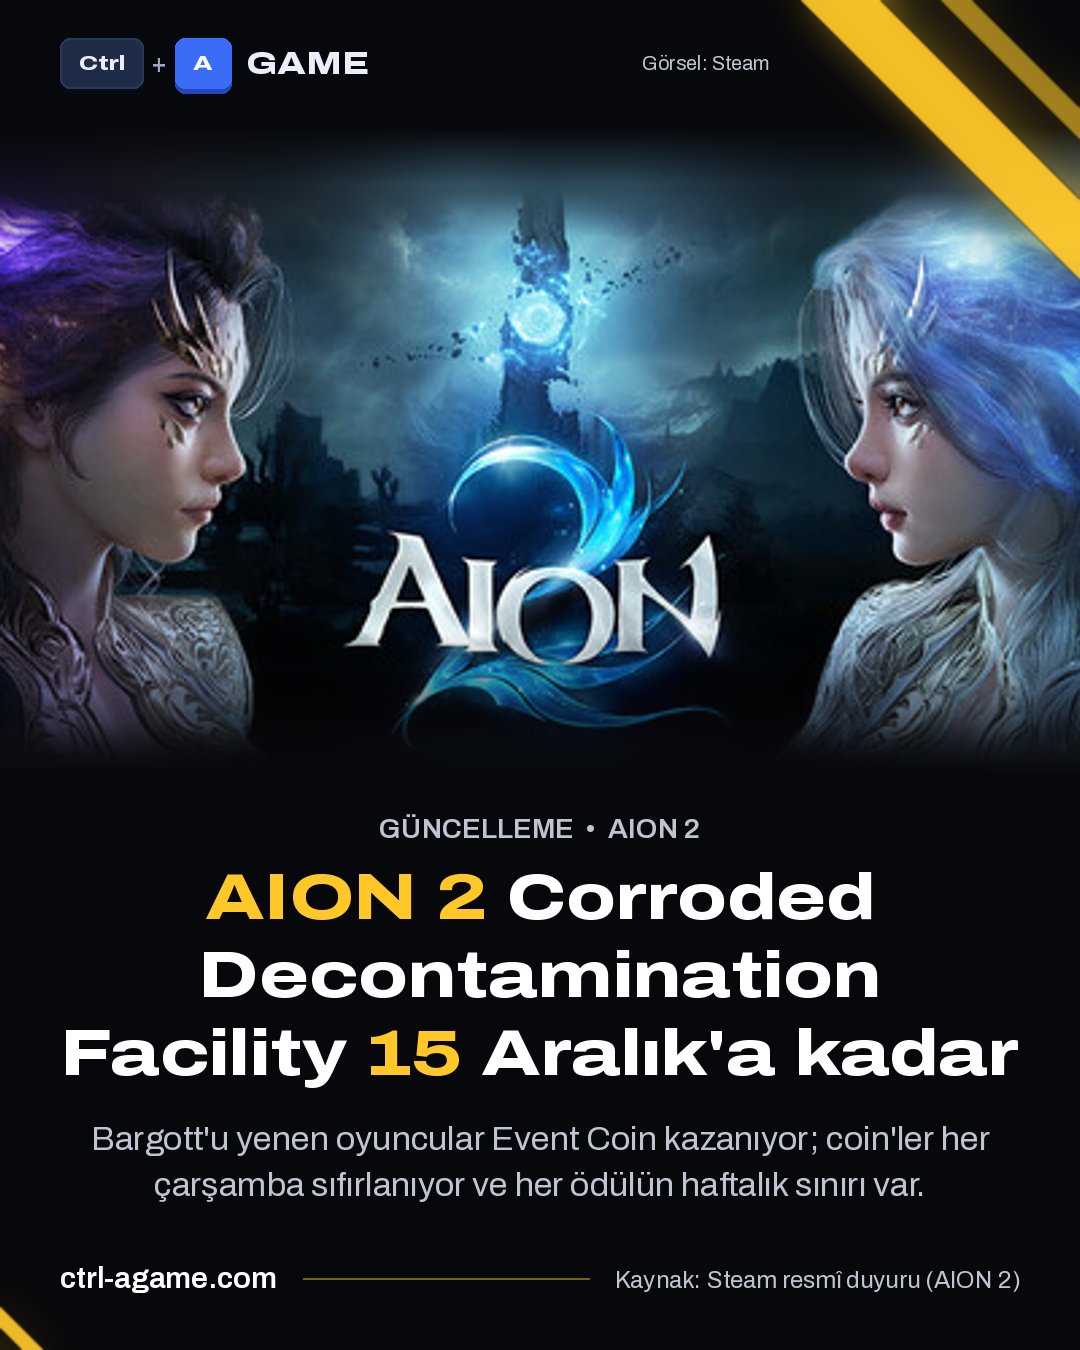 Ctrl + A GAME
Görsel: Steam
AION 2
GÜNCELLEME • AION 2
AION 2 Corroded
Decontamination
Facility 15 Aralık'a kadar
Bargott'u yenen oyuncular Event Coin kazanıyor; coin'ler her
çarşamba sıfırlanıyor ve her ödülün haftalık sınırı var.
ctrl-agame.com
Kaynak: Steam resmî duyuru (AION 2)